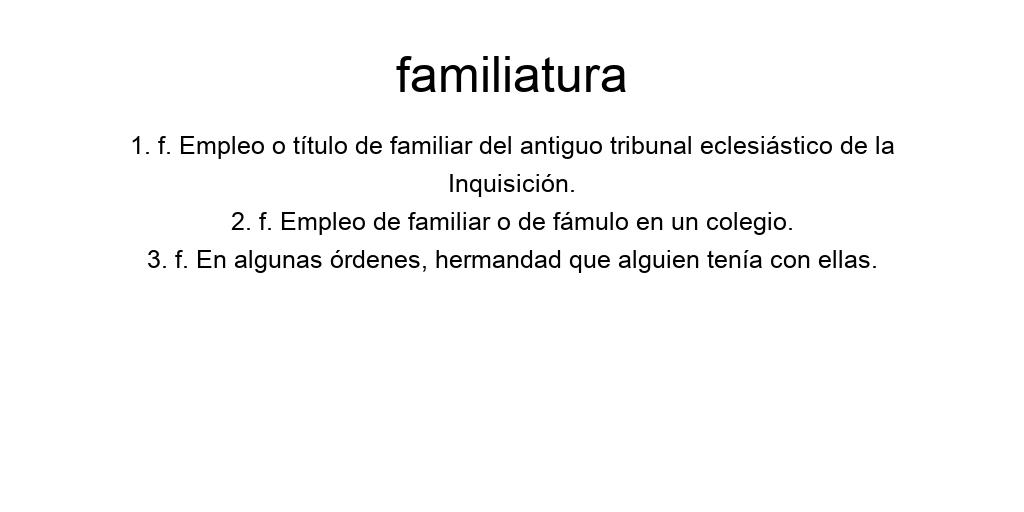 familiatura
1. f. Empleo o título de familiar del antiguo tribunal eclesiástico de la
Inquisición.
2. f. Empleo de familiar o de fámulo en un colegio.
3. f. En algunas órdenes, hermandad que alguien tenía con ellas.